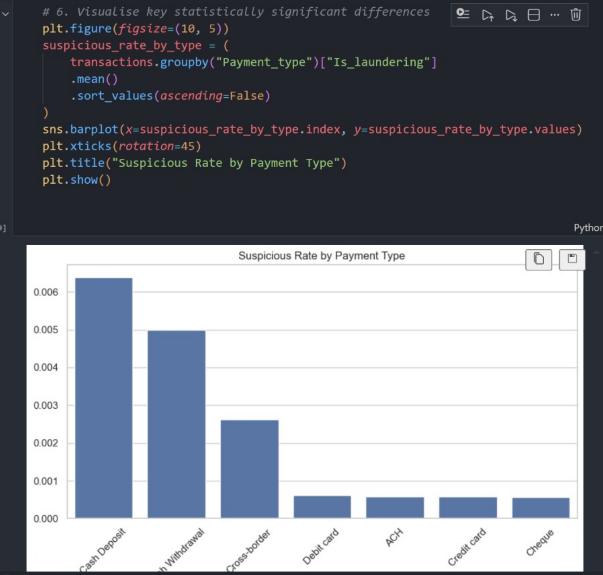 # 6. Visualise key statistically significant differences
plt.figure(figsize=(10, 5))
suspicious_rate_by_type = (
    transactions.groupby("Payment_type")["Is_laundering"]
    .mean()
    .sort_values(ascending=False)
)
sns.barplot(x=suspicious_rate_by_type.index, y=suspicious_rate_by_type.values)
plt.xticks(rotation=45)
plt.title("Suspicious Rate by Payment Type")
plt.show()
Suspicious Rate by Payment Type
0.006
0.005
0.004
0.003
0.002
0.001
0.000
Cash Deposit
Withdrawal
Cross-border
Debit card
ACH
Credit card
Cheque